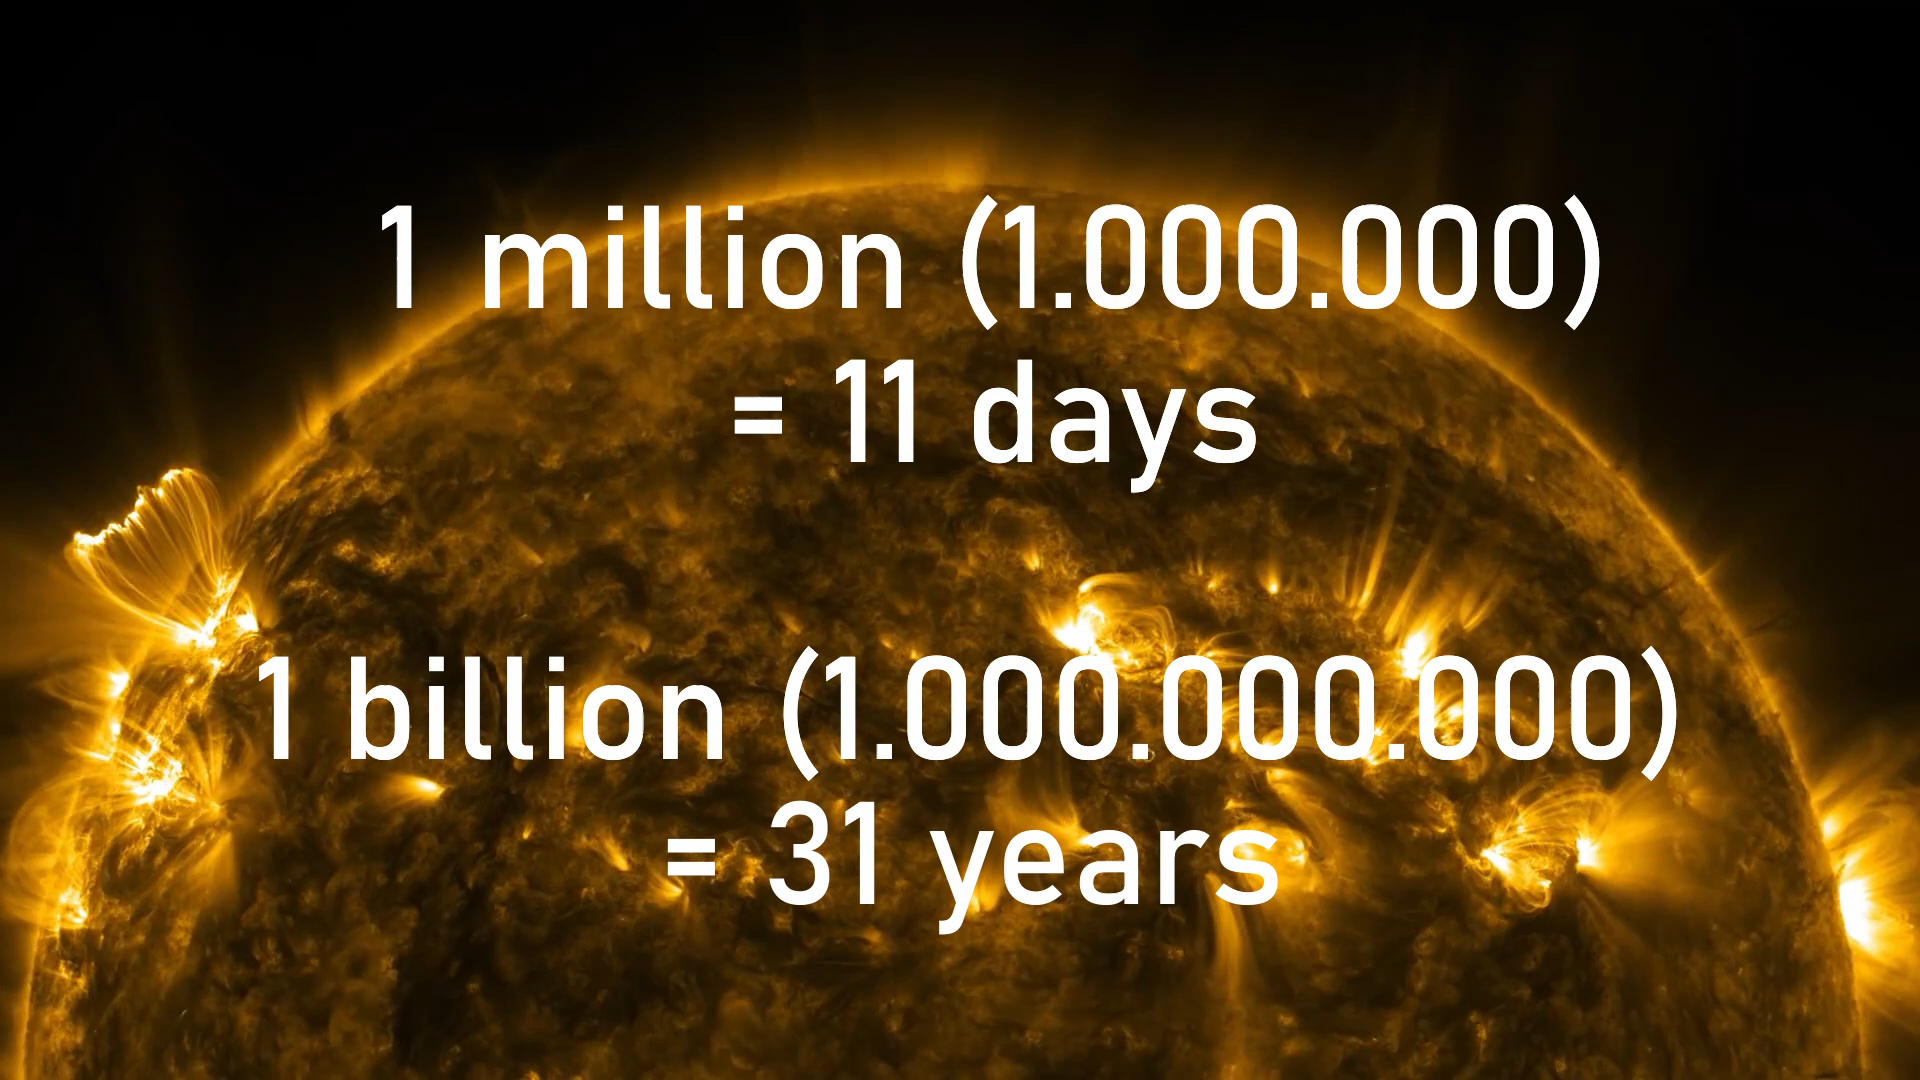 1 million (1.000.000)
= 11 days
1 billion (1.000.000.000)
= 31 years